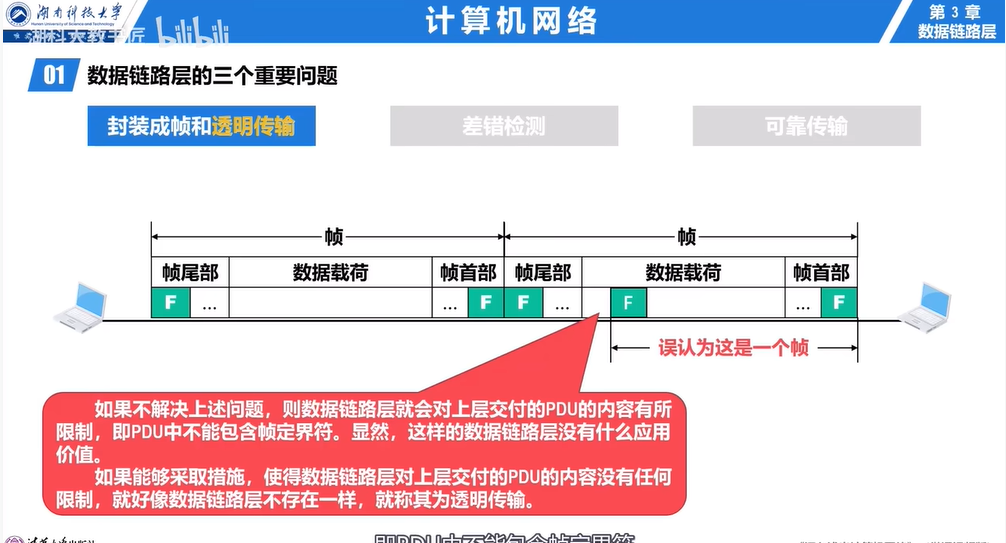 湖南科技大学
Hunan University of Science and Technology
湖科大教书匠 bilibili
计算机网络
第 3 章
数据链路层
01 数据链路层的三个重要问题
封装成帧和透明传输 差错检测 可靠传输
帧 帧
帧尾部 数据载荷 帧首部 帧尾部 数据载荷 帧首部
F … … F F … F … F
误认为这是一个帧
如果不解决上述问题，则数据链路层就会对上层交付的PDU的内容有所
限制，即PDU中不能包含帧定界符。显然，这样的数据链路层没有什么应用
价值。
如果能够采取措施，使得数据链路层对上层交付的PDU的内容没有任何
限制，就好像数据链路层不存在一样，就称其为透明传输。
即PDU中不能包含帧定界符